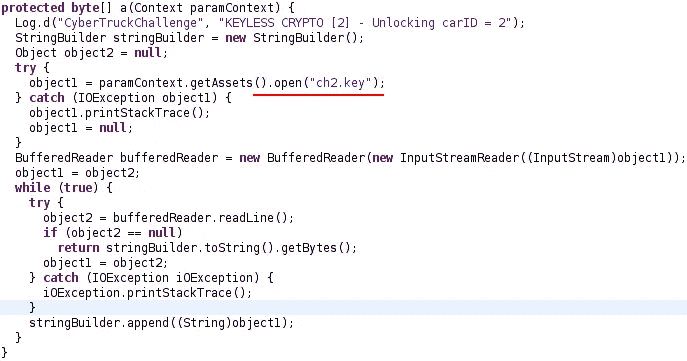 protected byte[] a(Context paramContext) {
  Log.d("CyberTruckChallenge", "KEYLESS CRYPTO [2] - Unlocking carID = 2");
  StringBuilder stringBuilder = new StringBuilder();
  Object object2 = null;
  try {
    object1 = paramContext.getAssets().open("ch2.key");
  } catch (IOException object1) {
    object1.printStackTrace();
    object1 = null;
  }
  BufferedReader bufferedReader = new BufferedReader(new InputStreamReader((InputStream)object1));
  object1 = object2;
  while (true) {
    try {
      object2 = bufferedReader.readLine();
      if (object2 == null)
        return stringBuilder.toString().getBytes();
      object1 = object2;
    } catch (IOException iOException) {
      iOException.printStackTrace();
    }
    stringBuilder.append((String)object1);
  }
}